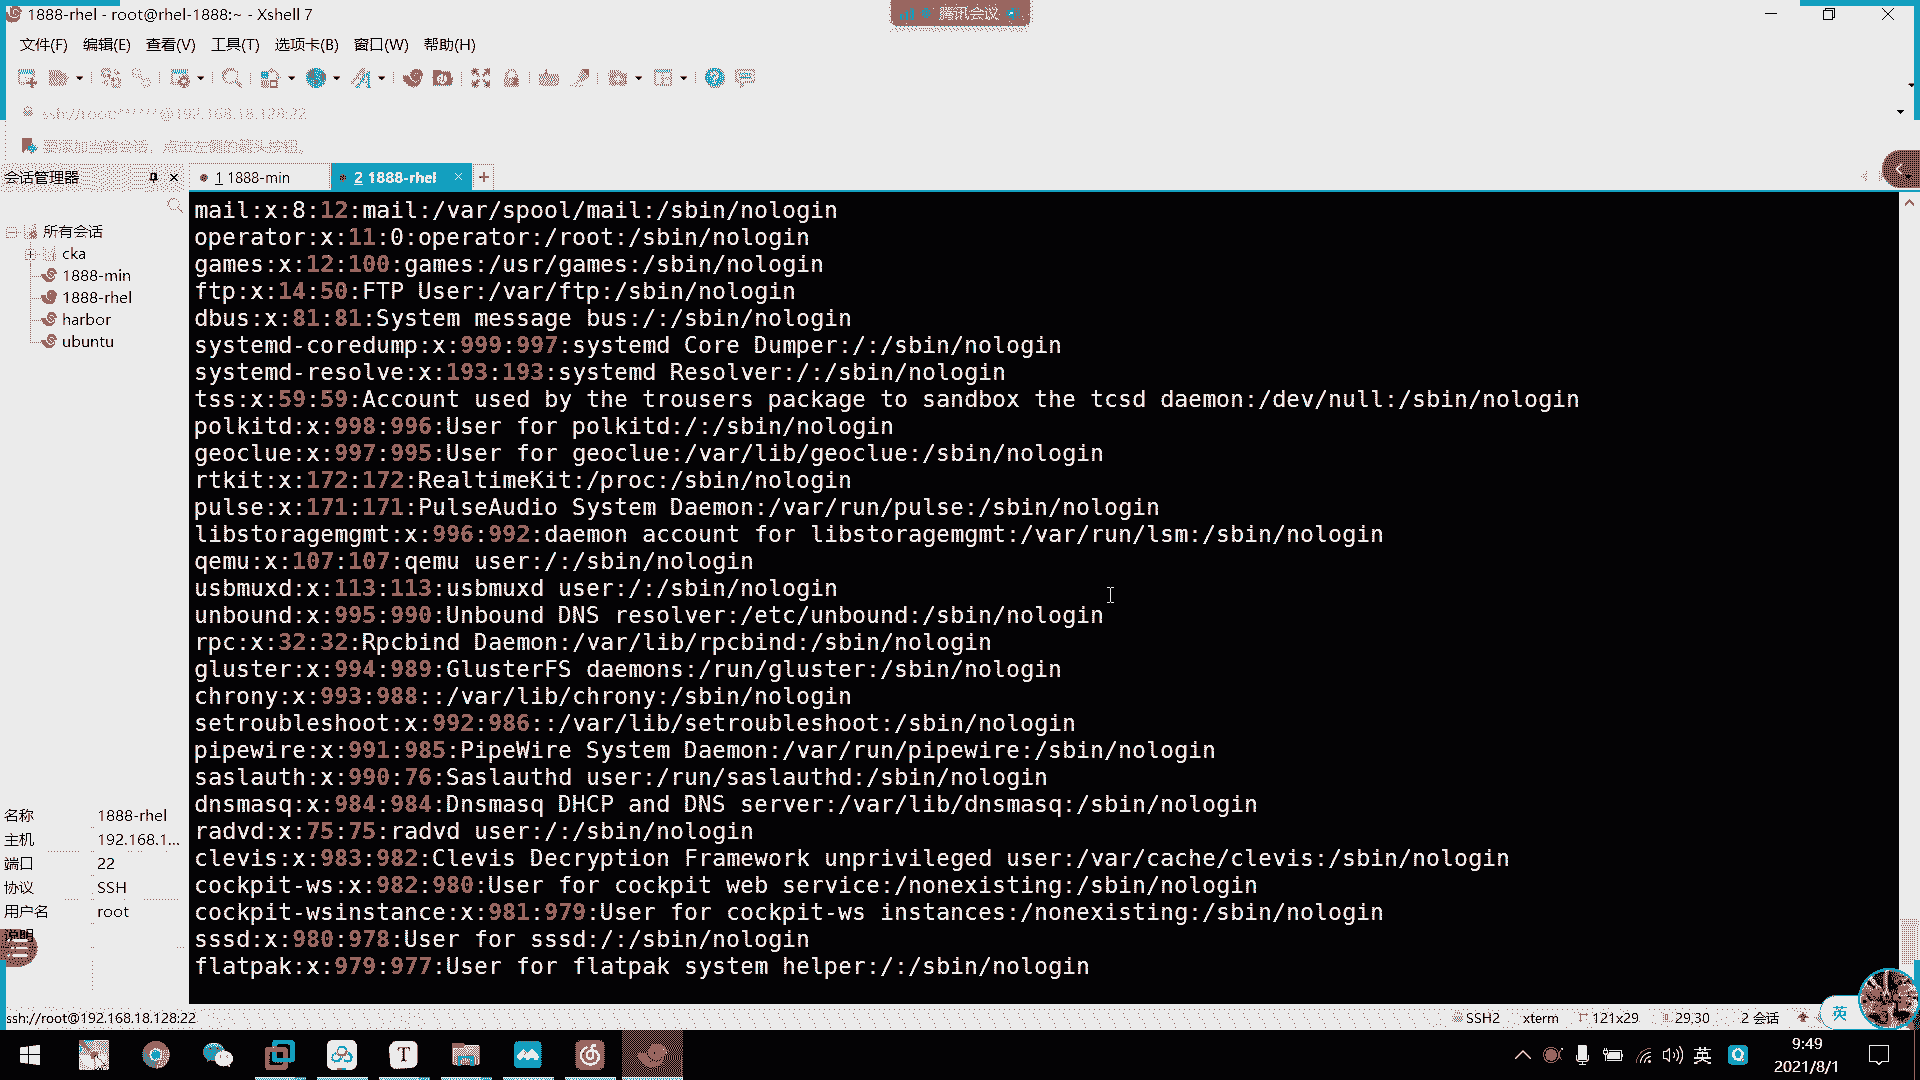 1888-rhel - root@rhel-1888:~ - Xshell 7
腾讯会议
文件(F) 编辑(E) 查看(V) 工具(T) 选项卡(B) 窗口(W) 帮助(H)
ssh://root:******@192.168.18.128:22
要添加当前会话，点击左侧的箭头按钮。
会话管理器
1 1888-min
2 1888-rhel
所有会话
cka
1888-min
1888-rhel
harbor
ubuntu
mail:x:8:12:mail:/var/spool/mail:/sbin/nologin
operator:x:11:0:operator:/root:/sbin/nologin
games:x:12:100:games:/usr/games:/sbin/nologin
ftp:x:14:50:FTP User:/var/ftp:/sbin/nologin
dbus:x:81:81:System message bus:/:/sbin/nologin
systemd-coredump:x:999:997:systemd Core Dumper:/:/sbin/nologin
systemd-resolve:x:193:193:systemd Resolver:/:/sbin/nologin
tss:x:59:59:Account used by the trousers package to sandbox the tcsd daemon:/dev/null:/sbin/nologin
polkitd:x:998:996:User for polkitd:/:/sbin/nologin
geoclue:x:997:995:User for geoclue:/var/lib/geoclue:/sbin/nologin
rtkit:x:172:172:RealtimeKit:/proc:/sbin/nologin
pulse:x:171:171:PulseAudio System Daemon:/var/run/pulse:/sbin/nologin
libstoragemgmt:x:996:992:daemon account for libstoragemgmt:/var/run/lsm:/sbin/nologin
qemu:x:107:107:qemu user:/:/sbin/nologin
usbmuxd:x:113:113:usbmuxd user:/:/sbin/nologin
unbound:x:995:990:Unbound DNS resolver:/etc/unbound:/sbin/nologin
rpc:x:32:32:Rpcbind Daemon:/var/lib/rpcbind:/sbin/nologin
gluster:x:994:989:GlusterFS daemons:/run/gluster:/sbin/nologin
chrony:x:993:988::/var/lib/chrony:/sbin/nologin
setroubleshoot:x:992:986::/var/lib/setroubleshoot:/sbin/nologin
pipewire:x:991:985:PipeWire System Daemon:/var/run/pipewire:/sbin/nologin
saslauth:x:990:76:Saslauthd user:/run/saslauthd:/sbin/nologin
dnsmasq:x:984:984:Dnsmasq DHCP and DNS server:/var/lib/dnsmasq:/sbin/nologin
radvd:x:75:75:radvd user:/:/sbin/nologin
clevis:x:983:982:Clevis Decryption Framework unprivileged user:/var/cache/clevis:/sbin/nologin
cockpit-ws:x:982:980:User for cockpit web service:/nonexisting:/sbin/nologin
cockpit-wsinstance:x:981:979:User for cockpit-ws instances:/nonexisting:/sbin/nologin
sssd:x:980:978:User for sssd:/:/sbin/nologin
flatpak:x:979:977:User for flatpak system helper:/:/sbin/nologin
名称 1888-rhel
主机 192.168.1...
端口 22
协议 SSH
用户名 root
说明
ssh://root@192.168.18.128:22
SSH2 xterm 121x29 29,30 2 会话
英
T
英
9:49
2021/8/1